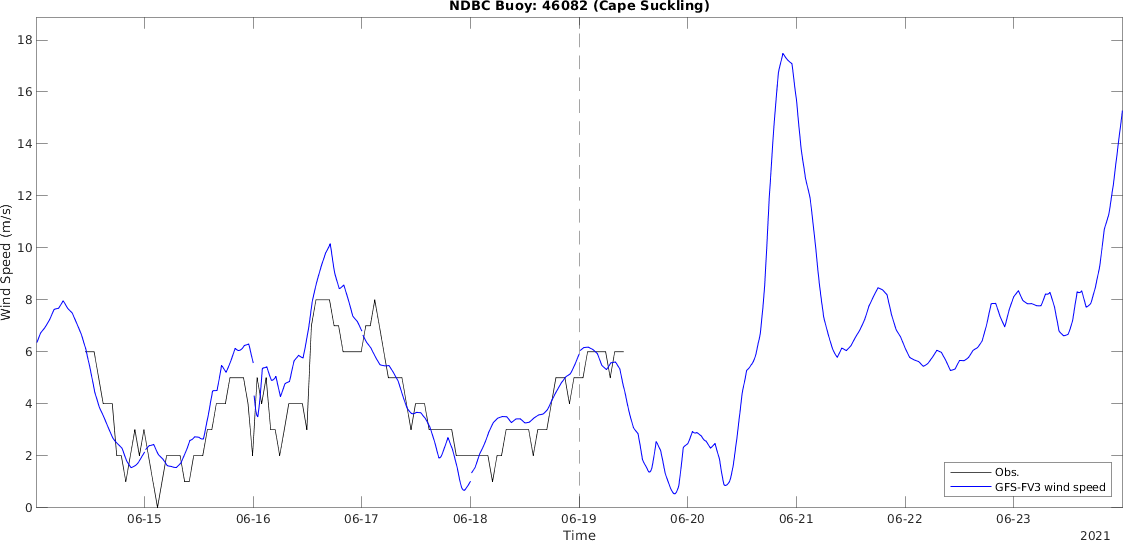 NDBC Buoy: 46082 (Cape Suckling)
Wind Speed (m/s)
18
16
14
12
10
8
6
4
2
0
Obs.
GFS-FV3 wind speed
06-15 06-16 06-17 06-18 06-19 06-20 06-21 06-22 06-23
Time
2021